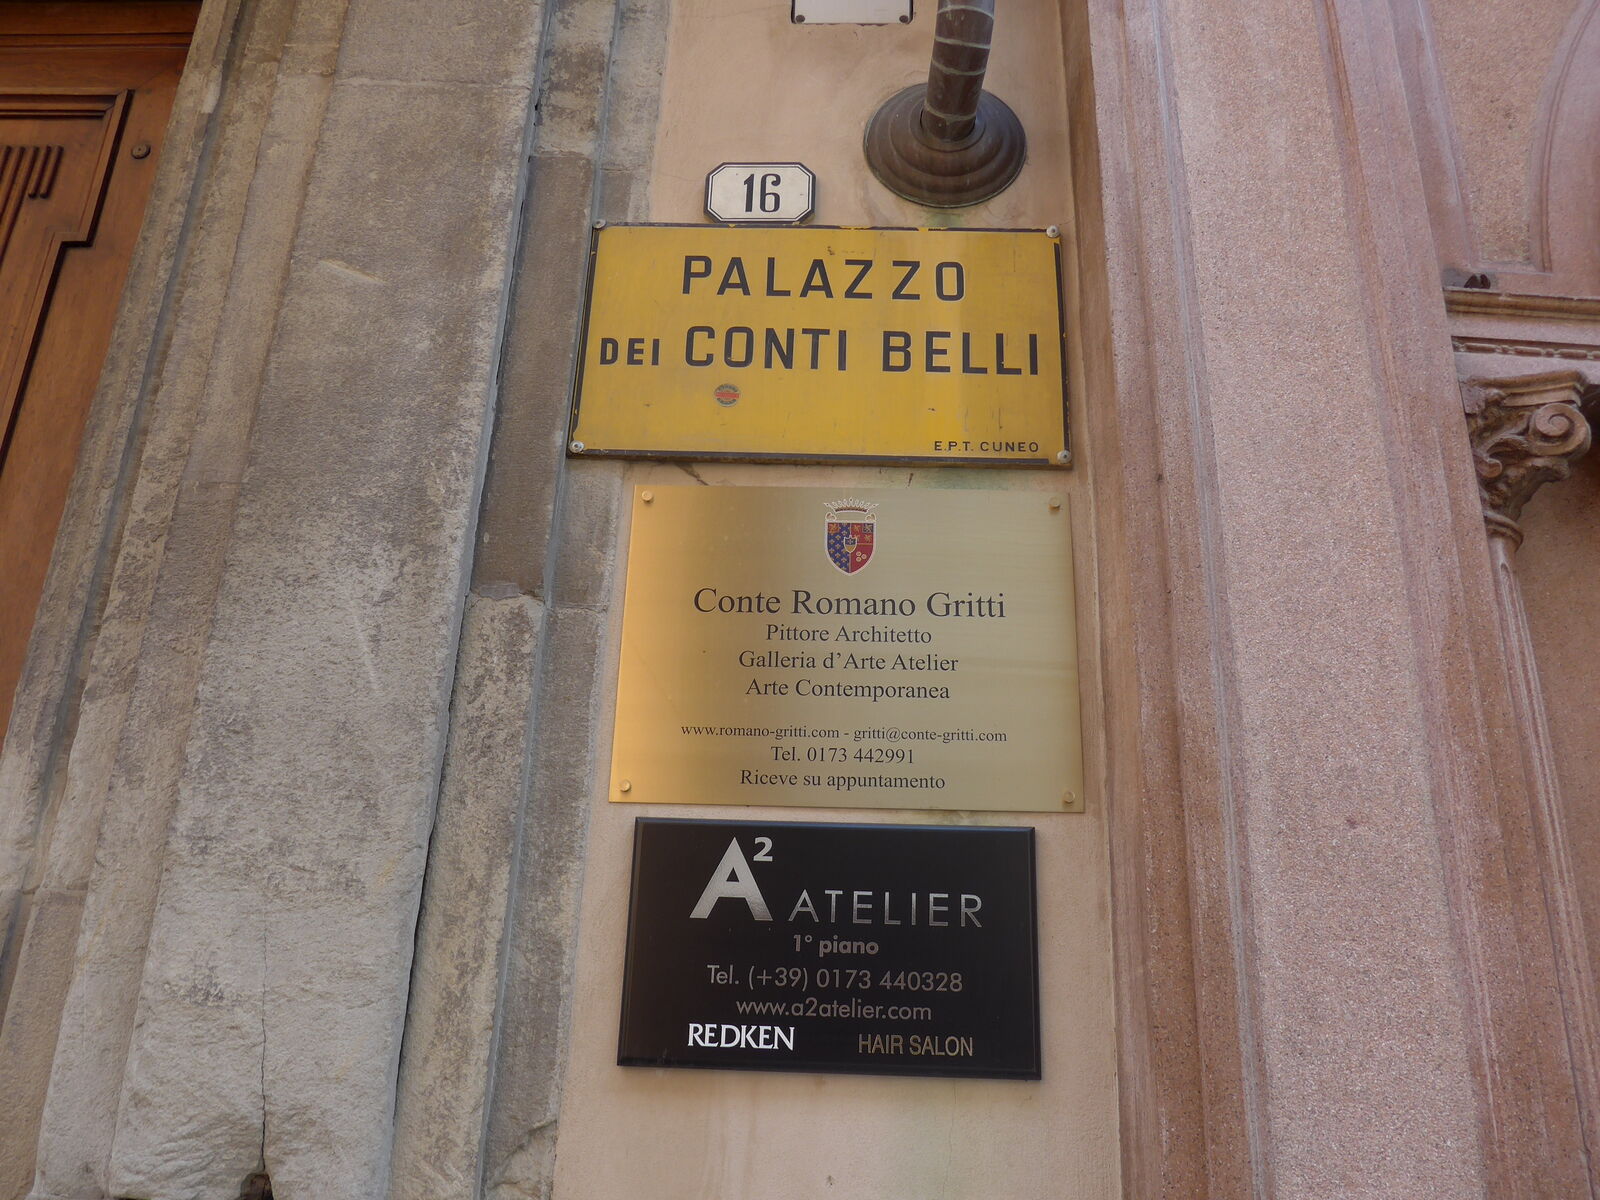 16
PALAZZO
DEI CONTI BELLI
E.P.T. CUNEO
Conte Romano Gritti
Pittore Architetto
Galleria d'Arte Atelier
Arte Contemporanea
www.romano-gritti.com - gritti@conte-gritti.com
Tel. 0173 442991
Riceve su appuntamento
A²
ATELIER
1° piano
Tel. (+39) 0173 440328
www.a2atelier.com
REDKEN HAIR SALON